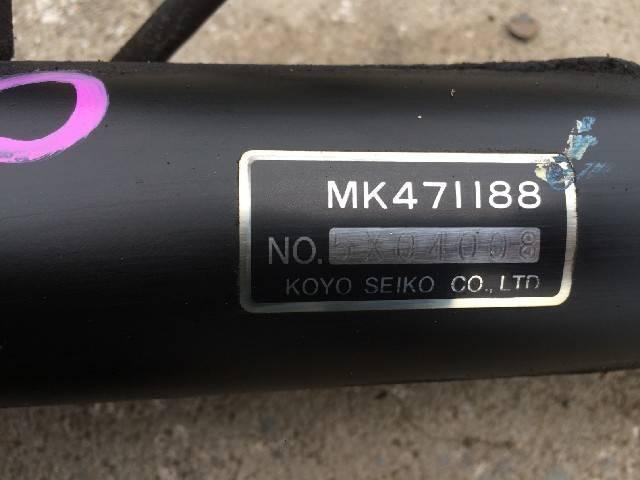 MK471188
NO. 5X04008
KOYO SEIKO CO., LTD